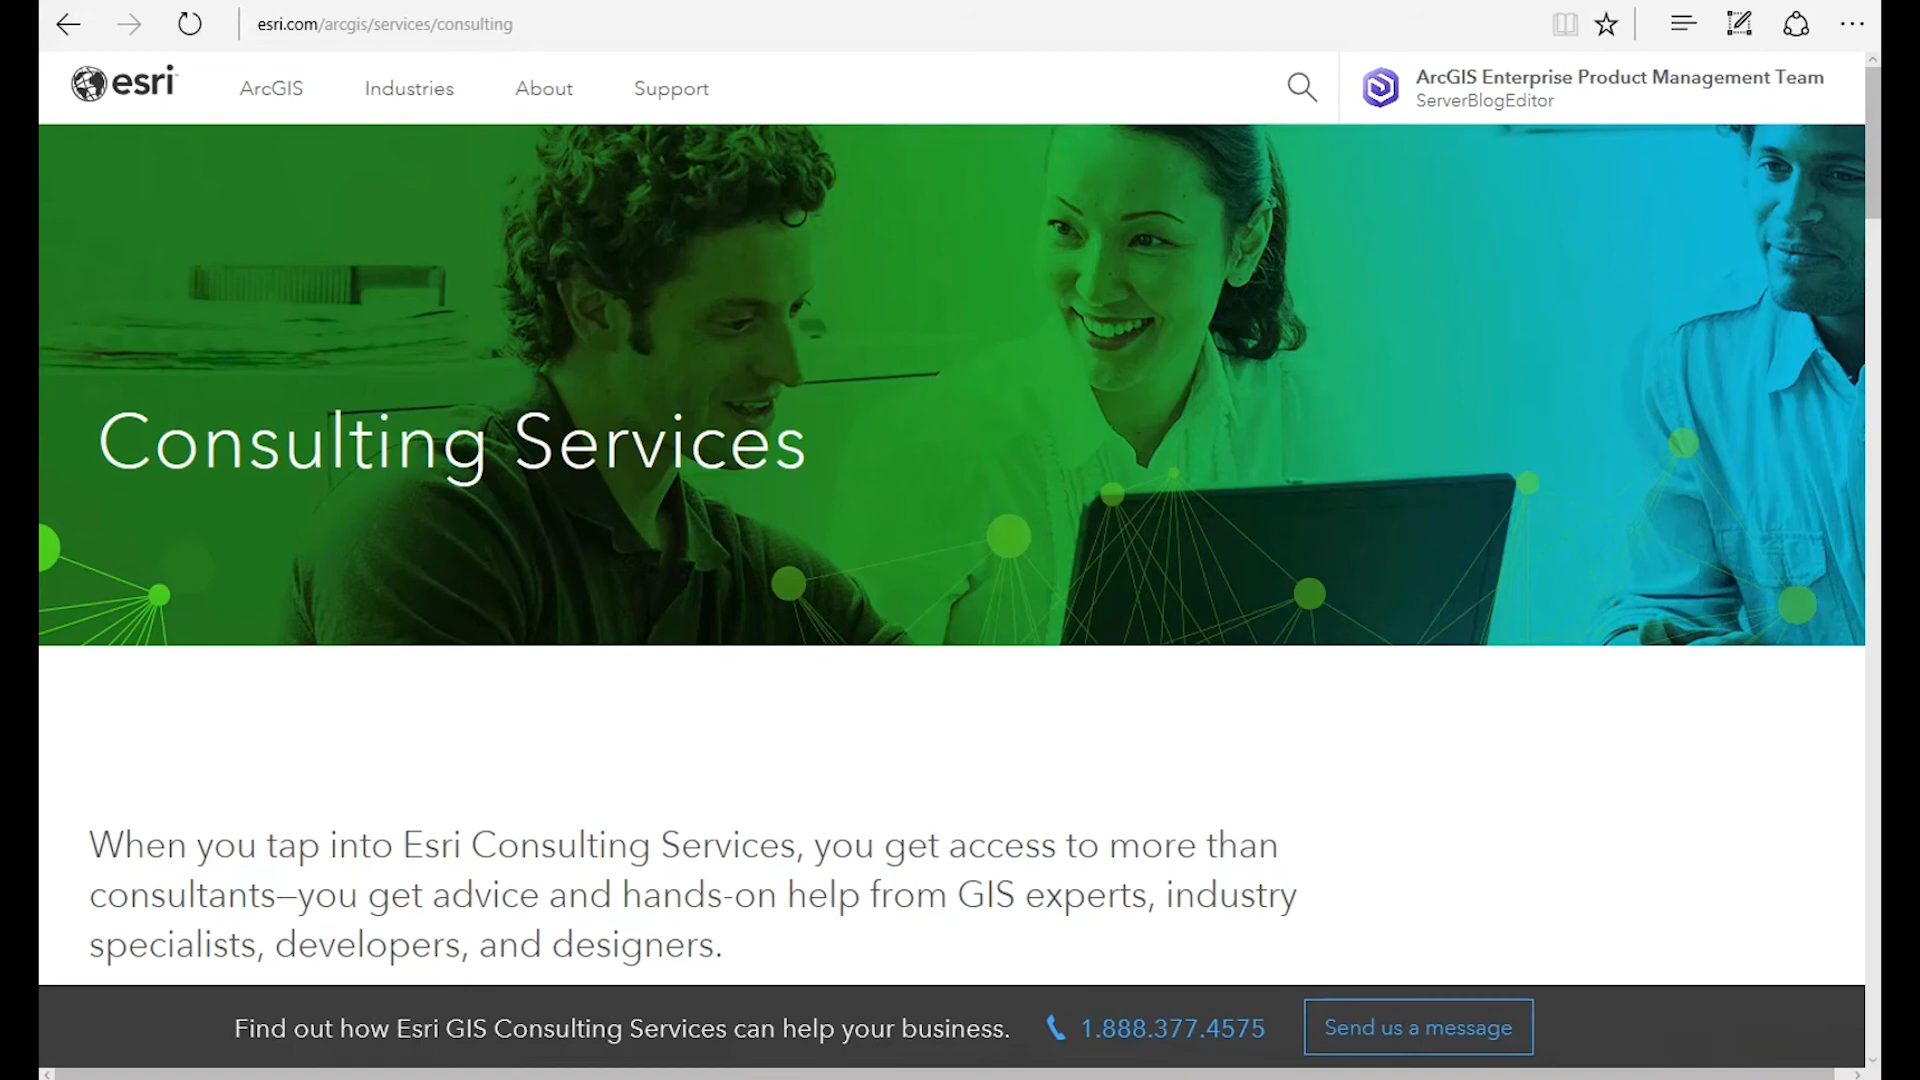 esri.com/arcgis/services/consulting
esri
ArcGIS
Industries
About
Support
ArcGIS Enterprise Product Management Team
ServerBlogEditor
Consulting Services
When you tap into Esri Consulting Services, you get access to more than
consultants—you get advice and hands-on help from GIS experts, industry
specialists, developers, and designers.
Find out how Esri GIS Consulting Services can help your business.
1.888.377.4575
Send us a message